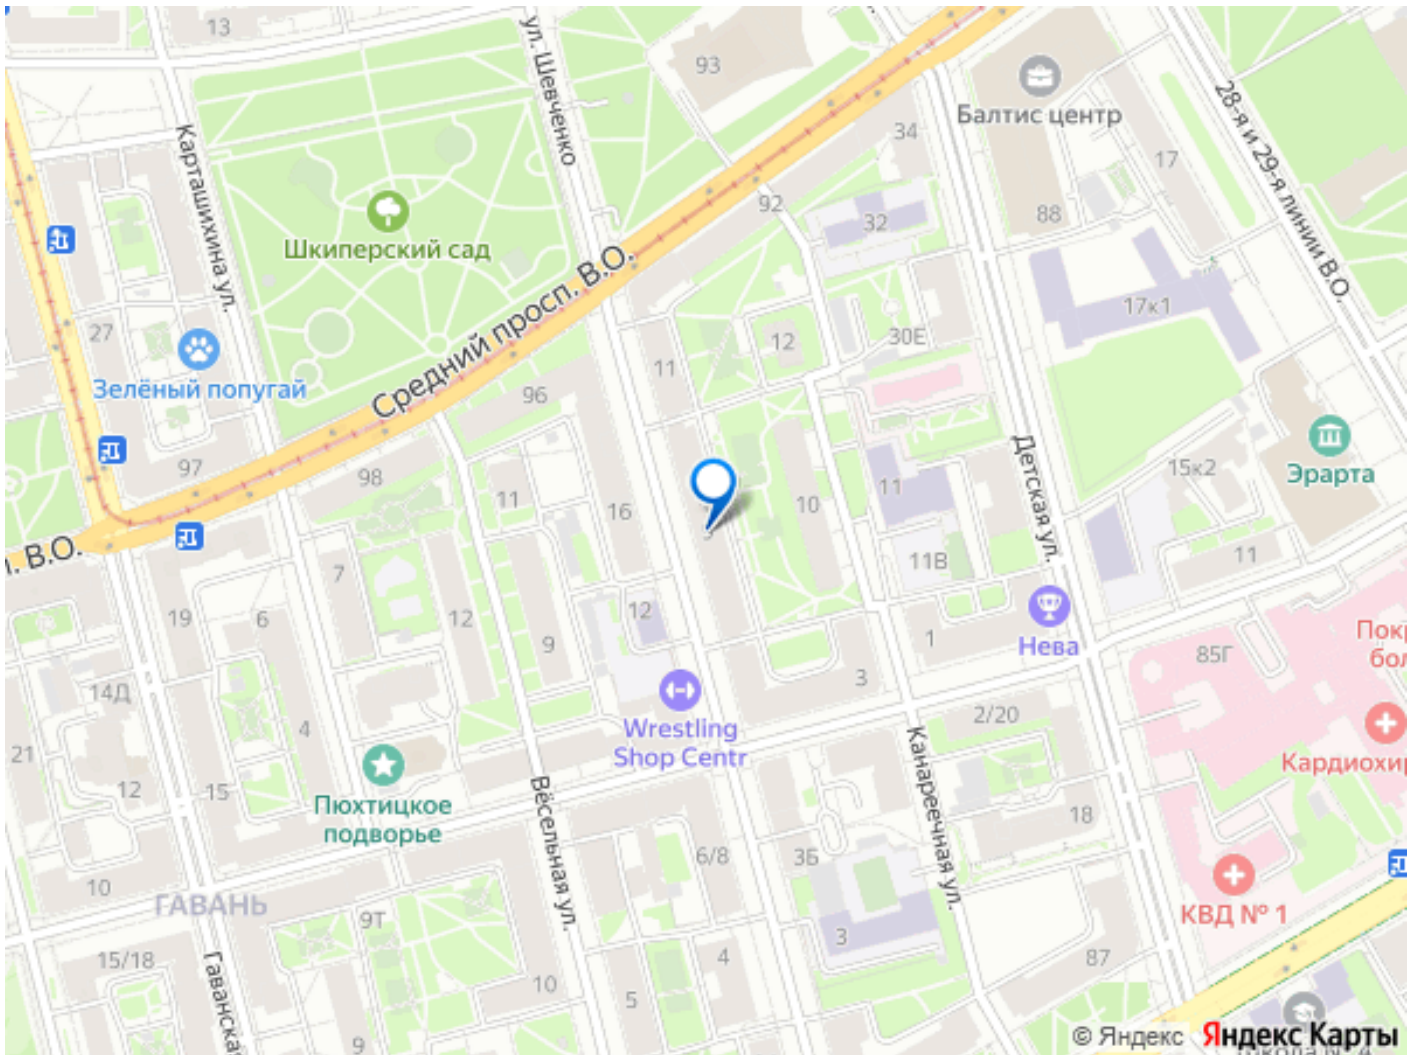 13
ул. Шевченко
93
Балтис центр
28-я и 29-я линии В.О.
34
17
Карташихина ул.
Шкиперский сад
92
32
88
Средний просп. В.О.
17к1
27
Зелёный попугай
11
12
30Е
96
Детская ул.
Эрарта
97
98
11
16
10
11
15к2
В.О.
7
11В
11
19
6
12
9
12
1
Нева
Покр
бол
85Г
14Д
4
3
Wrestling
Shop Centr
2/20
21
12
15
Пюхтицкое
подворье
Вёсельная ул.
Канареечная ул.
Кардиохир
18
10
ГАВАНЬ
9Т
6/8
3Б
КВД № 1
15/18
Гаванская
10
5
4
3
87
9
© Яндекс Яндекс Карты